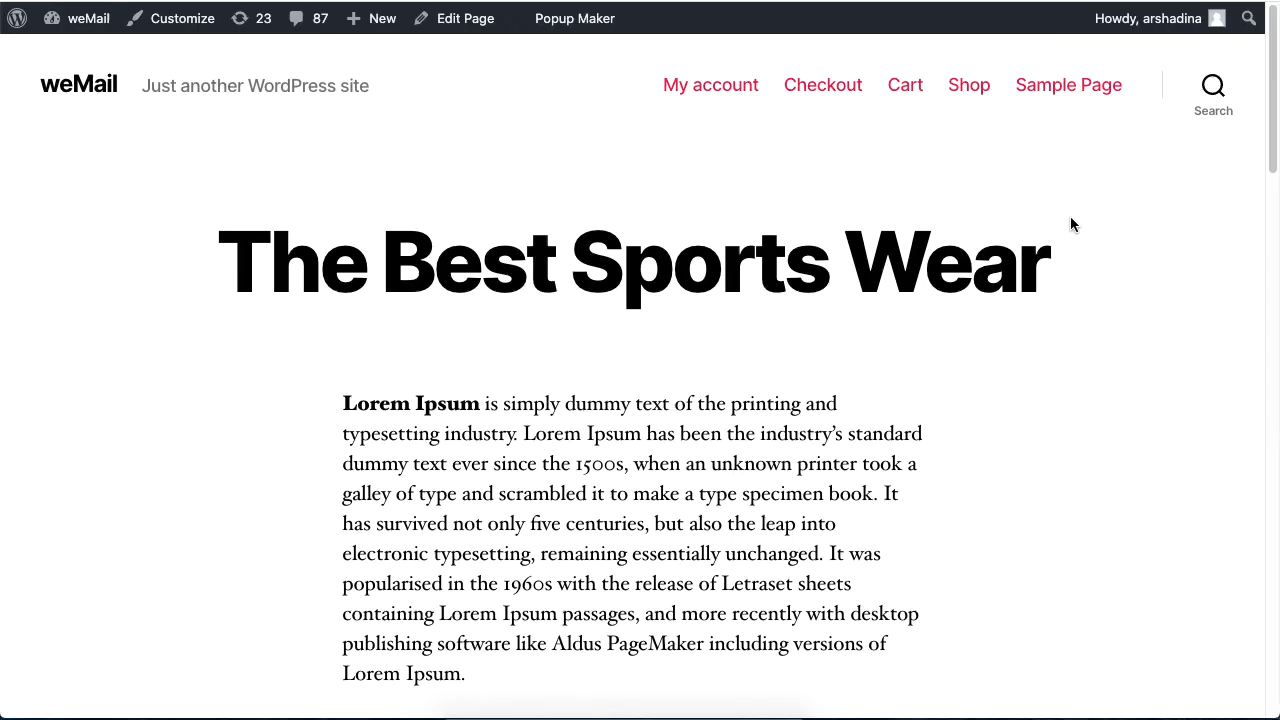 weMail Customize 23 87 New Edit Page Popup Maker Howdy, arshadina
weMail Just another WordPress site My account Checkout Cart Shop Sample Page
Search
The Best Sports Wear
Lorem Ipsum is simply dummy text of the printing and
typesetting industry. Lorem Ipsum has been the industry’s standard
dummy text ever since the 1500s, when an unknown printer took a
galley of type and scrambled it to make a type specimen book. It
has survived not only five centuries, but also the leap into
electronic typesetting, remaining essentially unchanged. It was
popularised in the 1960s with the release of Letraset sheets
containing Lorem Ipsum passages, and more recently with desktop
publishing software like Aldus PageMaker including versions of
Lorem Ipsum.